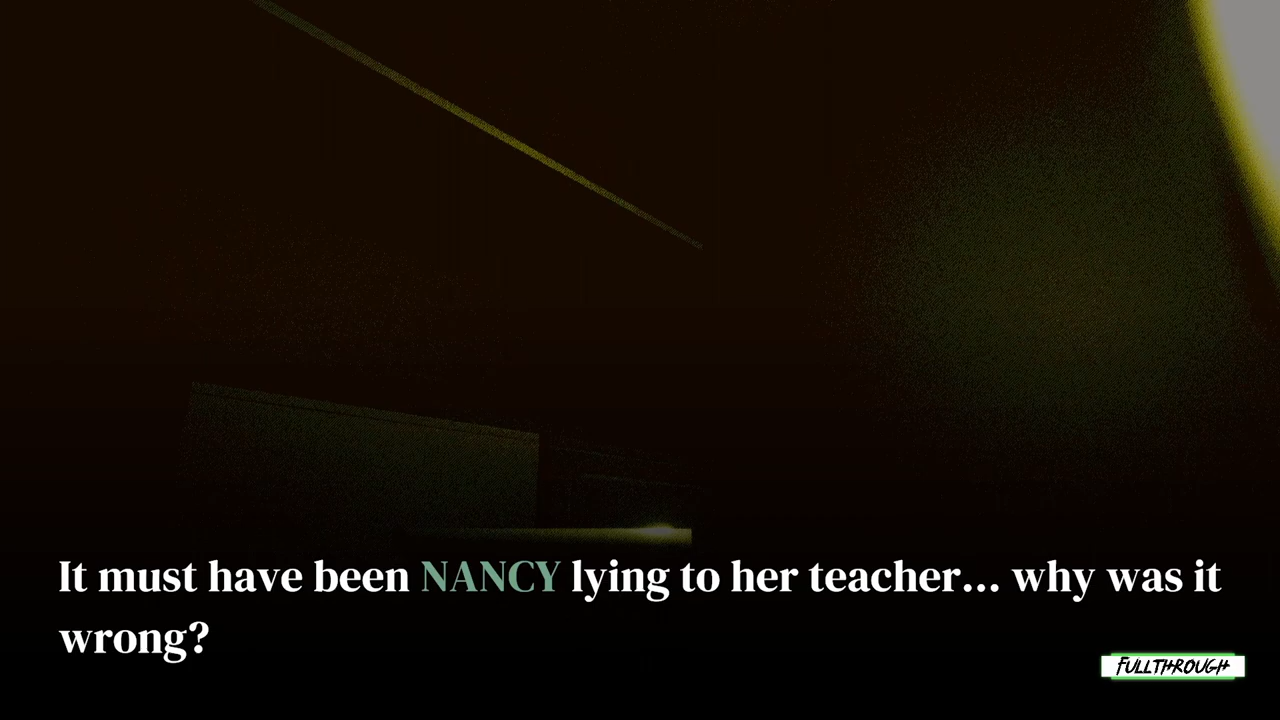 It must have been NANCY lying to her teacher... why was it
wrong?
FULLTHROUGH